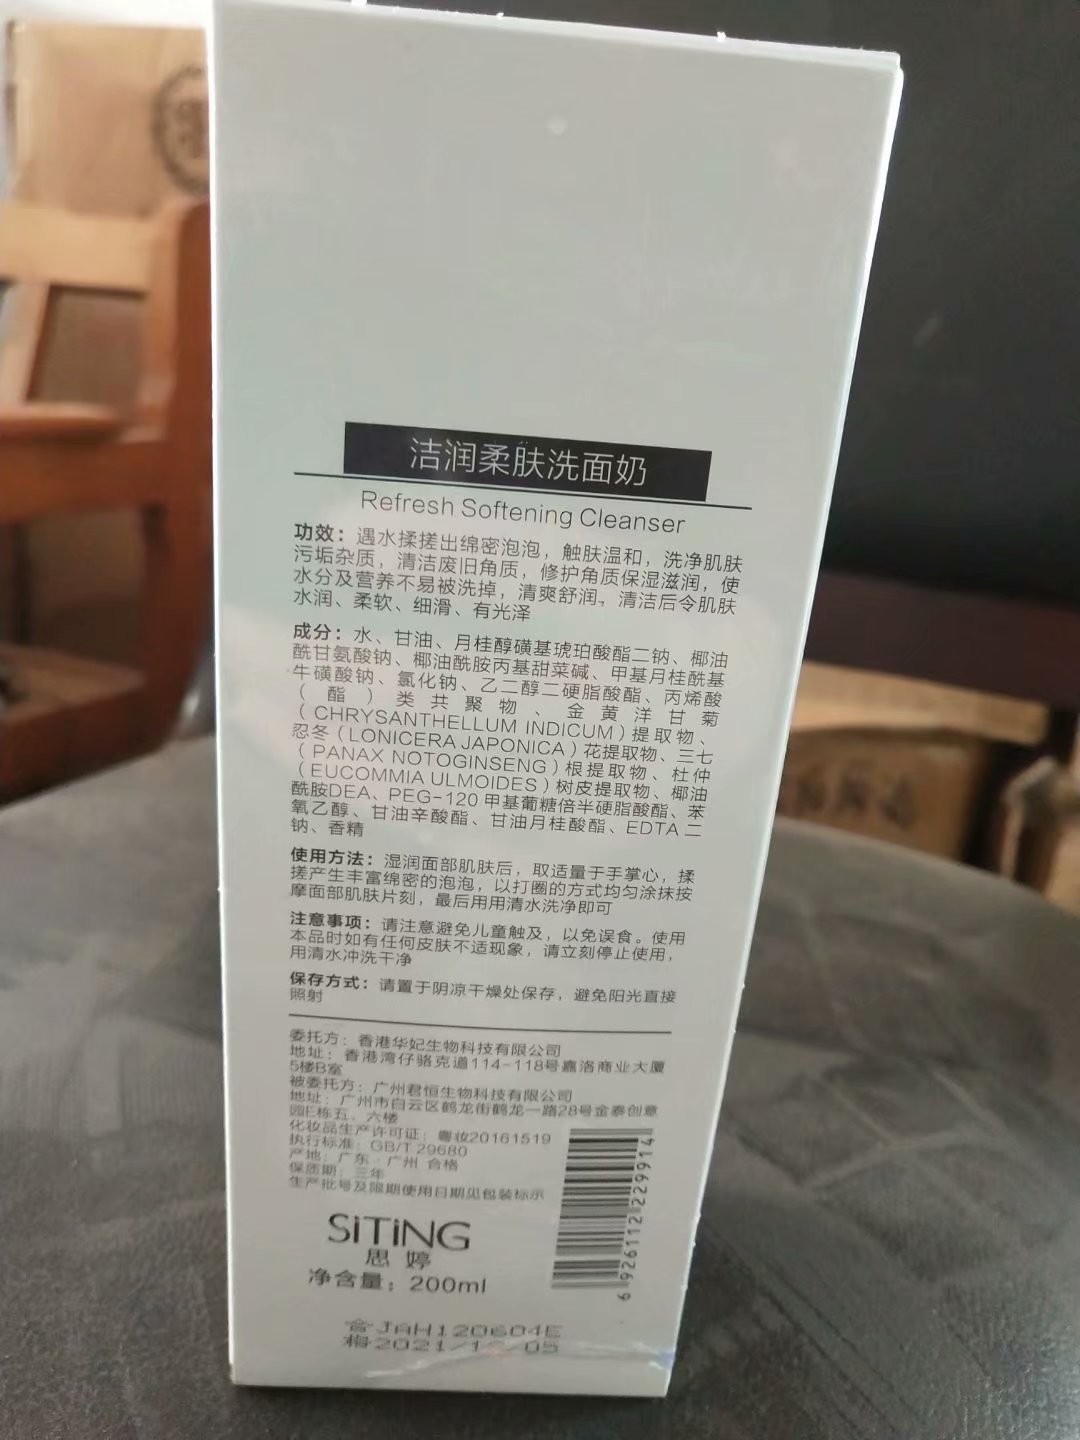 洁润柔肤洗面奶
Refresh Softening Cleanser
功效：遇水揉搓出绵密泡泡，触肤温和，洗净肌肤
污垢杂质，清洁废旧角质，修护角质保湿滋润，使
水分及营养不易被洗掉，清爽舒润。清洁后令肌肤
水润、柔软、细滑、有光泽
成分：水、甘油、月桂醇磺基琥珀酸酯二钠、椰油
酰甘氨酸钠、椰油酰胺丙基甜菜碱、甲基月桂酰基
牛磺酸钠、氯化钠、乙二醇二硬脂酸酯、丙烯酸
（酯）类共聚物、金黄洋甘菊
（CHRYSANTHELLUM INDICUM）提取物、
忍冬（LONICERA JAPONICA）花提取物、三七
（PANAX NOTOGINSENG）根提取物、杜仲
（EUCOMMIA ULMOIDES）树皮提取物、椰油
酰胺DEA、PEG-120 甲基葡糖倍半硬脂酸酯、苯
氧乙醇、甘油辛酸酯、甘油月桂酸酯、EDTA 二
钠、香精
使用方法：湿润面部肌肤后，取适量于手掌心，揉
搓产生丰富绵密的泡泡，以打圈的方式均匀涂抹按
摩面部肌肤片刻，最后用用清水洗净即可
注意事项：请注意避免儿童触及，以免误食。使用
本品时如有任何皮肤不适现象，请立刻停止使用，
用清水冲洗干净
保存方式：请置于阴凉干燥处保存，避免阳光直接
照射
委托方：香港华妃生物科技有限公司
地址：香港湾仔骆克道114-118号嘉洛商业大厦
5楼B室
被委托方：广州君恒生物科技有限公司
地址：广州市白云区鹤龙街鹤龙一路28号金泰创意
园E栋五、六楼
化妆品生产许可证：粤妆20161519
执行标准：GB/T 29680
产地：广东·广州 合格
保质期：三年
生产批号及限期使用日期见包装标示
SiTiNG
思婷
净含量：200ml
6 926112 229914
合JAH120604E